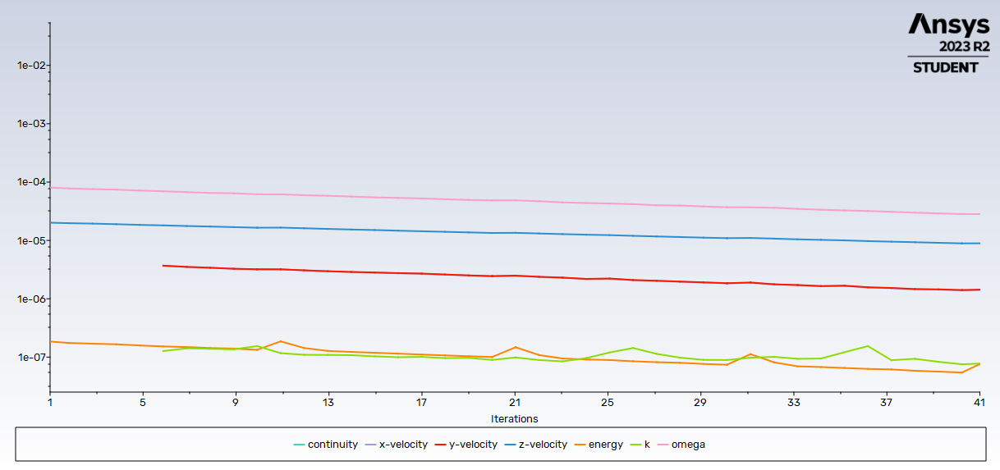 Ansys
2023 R2
STUDENT
1e-02
1e-03
1e-04
1e-05
1e-06
1e-07
1 5 9 13 17 21 25 29 33 37 41
Iterations
continuity x-velocity y-velocity z-velocity energy k omega